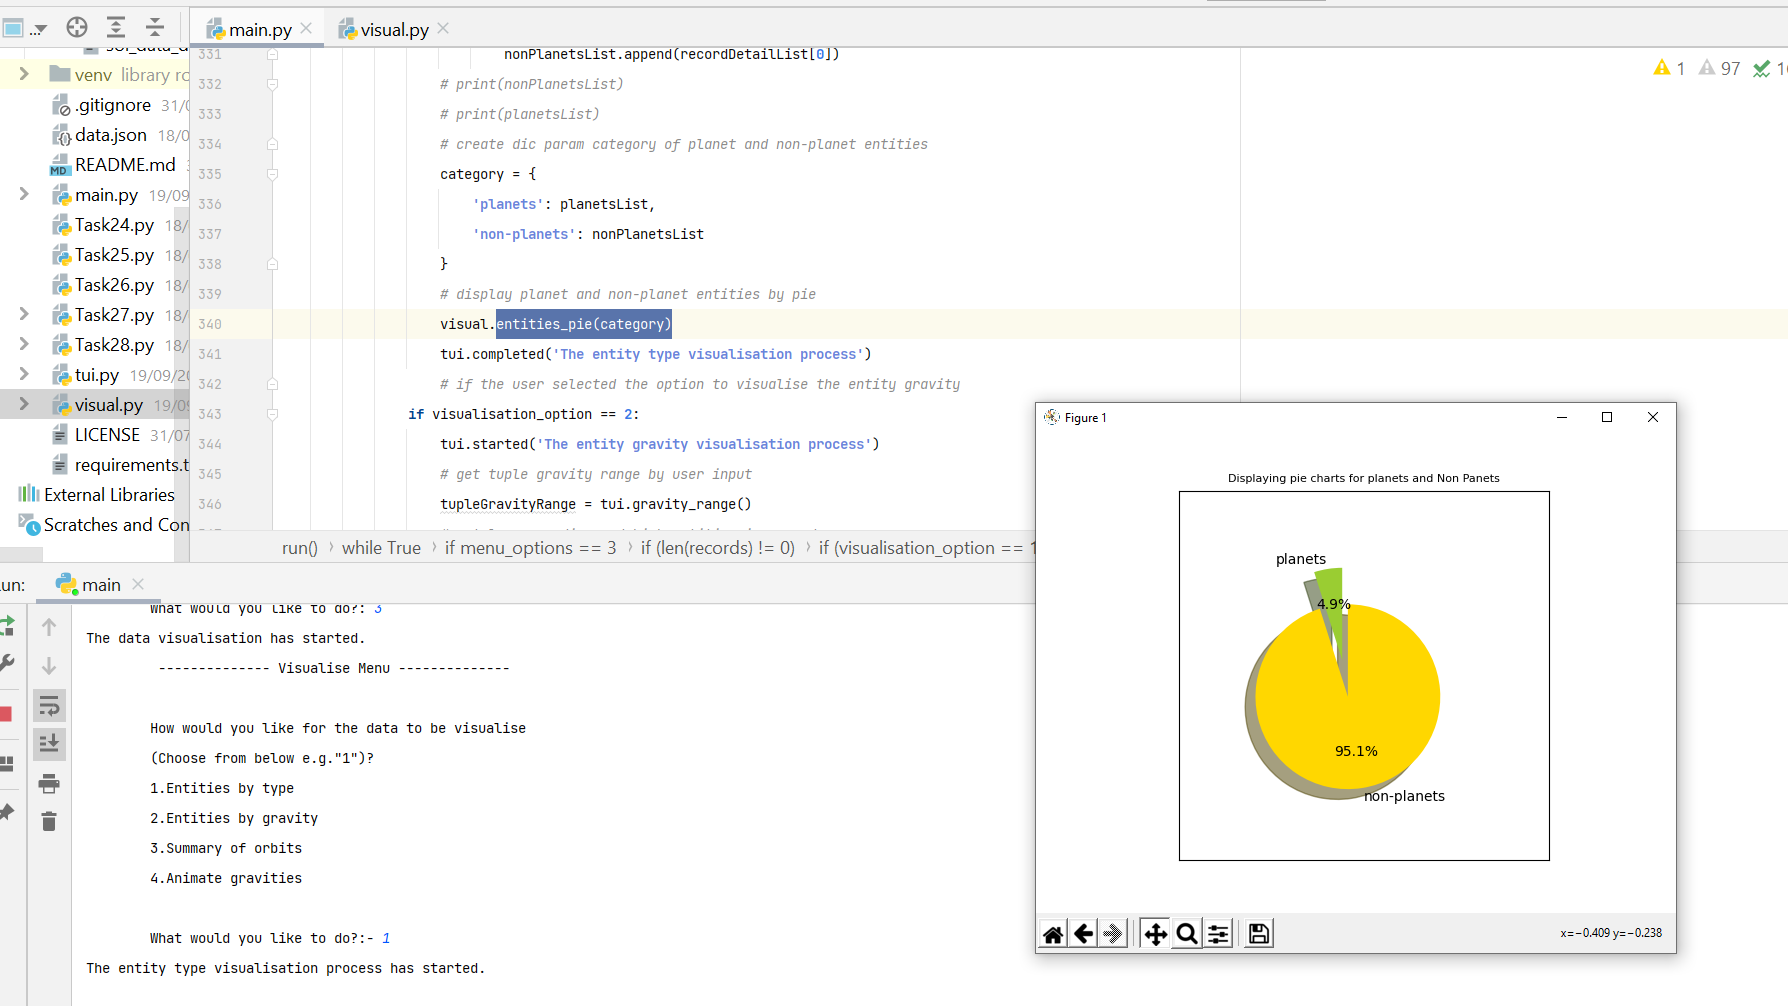 main.py
visual.py
venv library ro
.gitignore 31/0
data.json 18/0
README.md
main.py 19/09
Task24.py 18/
Task25.py 18/
Task26.py 18/
Task27.py 18/
Task28.py 18/
tui.py 19/09/20
visual.py 19/09
LICENSE 31/07
requirements.t
External Libraries
Scratches and Con
1 97
331 nonPlanetsList.append(recordDetailList[0])
332 # print(nonPlanetsList)
333 # print(planetsList)
334 # create dic param category of planet and non-planet entities
335 category = {
336 'planets': planetsList,
337 'non-planets': nonPlanetsList
338 }
339 # display planet and non-planet entities by pie
340 visual.entities_pie(category)
341 tui.completed('The entity type visualisation process')
342 # if the user selected the option to visualise the entity gravity
343 if visualisation_option == 2:
344 tui.started('The entity gravity visualisation process')
345 # get tuple gravity range by user input
346 tupleGravityRange = tui.gravity_range()
run() › while True › if menu_options == 3 › if (len(records) != 0) › if (visualisation_option == 1
un: main
What would you like to do?: 3
The data visualisation has started.
-------------- Visualise Menu --------------
How would you like for the data to be visualise
(Choose from below e.g."1")?
1.Entities by type
2.Entities by gravity
3.Summary of orbits
4.Animate gravities
What would you like to do?:- 1
The entity type visualisation process has started.
Figure 1
Displaying pie charts for planets and Non Panets
planets
4.9%
95.1%
non-planets
x=−0.409 y=−0.238